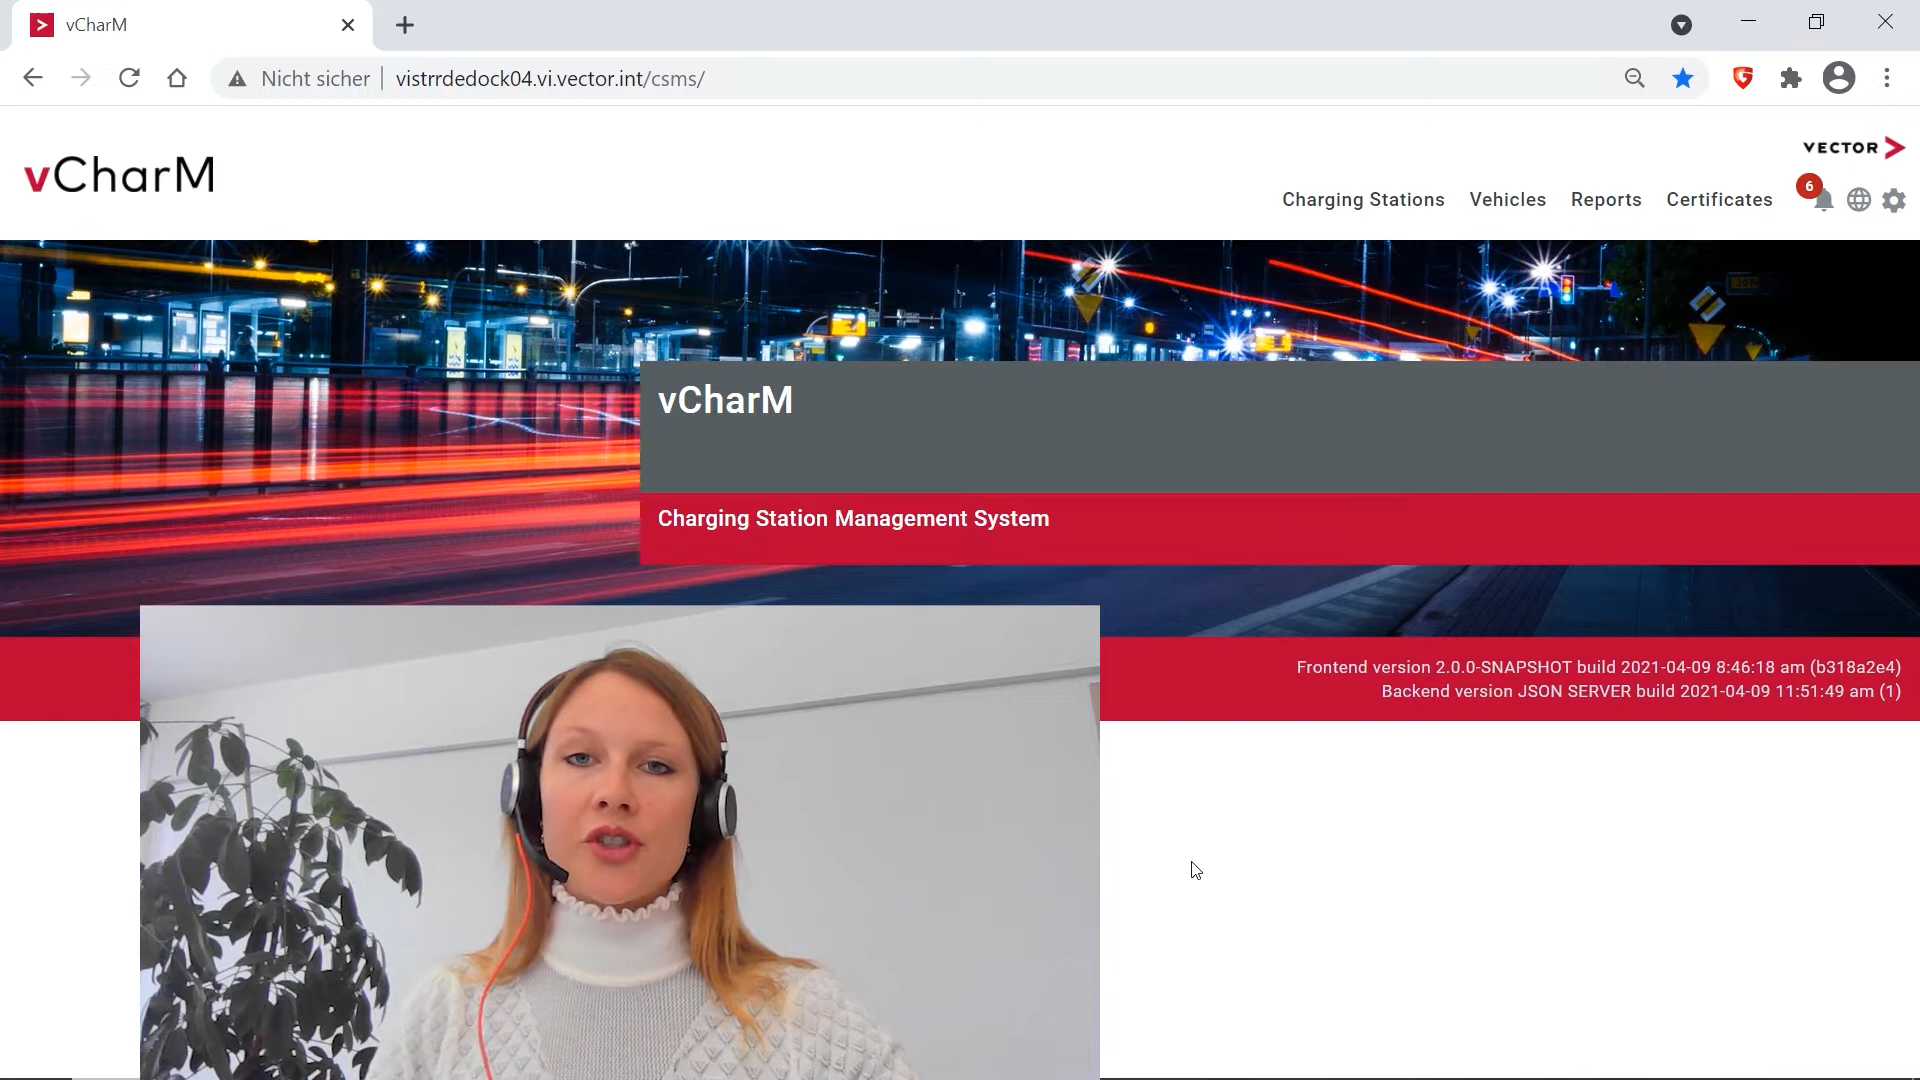 vCharM
Nicht sicher
vistrrdedock04.vi.vector.int/csms/
VECTOR
vCharM
6
Charging Stations Vehicles Reports Certificates
vCharM
Charging Station Management System
Frontend version 2.0.0-SNAPSHOT build 2021-04-09 8:46:18 am (b318a2e4)
Backend version JSON SERVER build 2021-04-09 11:51:49 am (1)